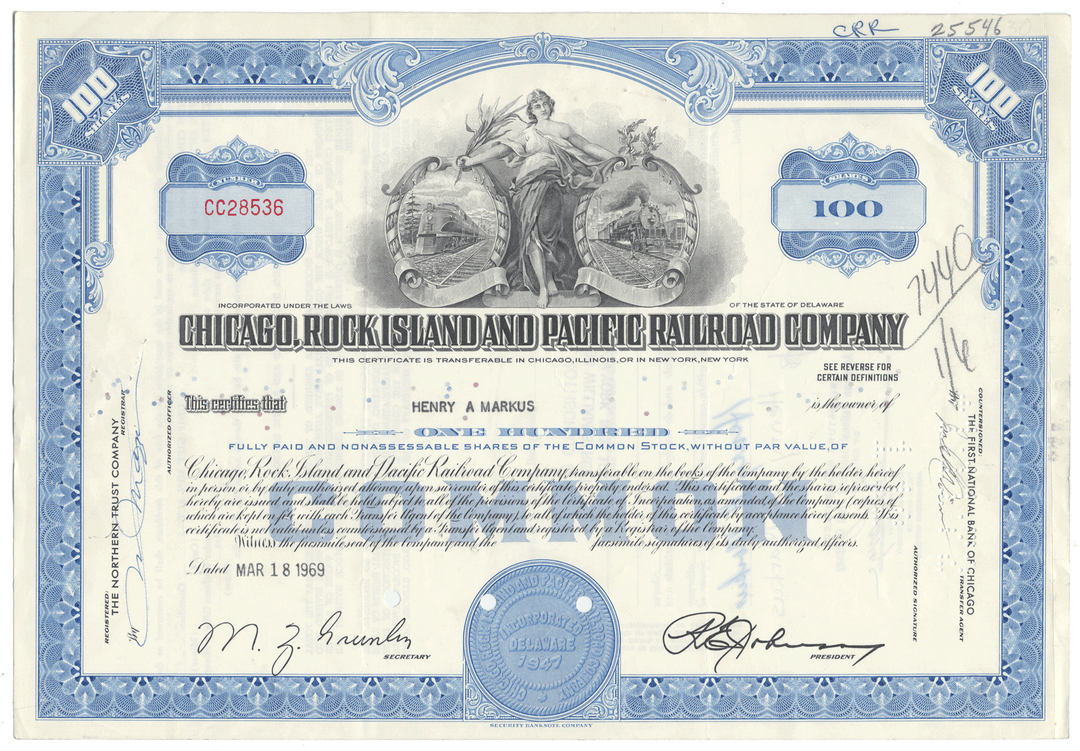 CRR 25546
100 SHARES
100 SHARES
NUMBER
CC28536
SHARES
100
7440
INCORPORATED UNDER THE LAWS OF THE STATE OF DELAWARE
CHICAGO, ROCK ISLAND AND PACIFIC RAILROAD COMPANY
THIS CERTIFICATE IS TRANSFERABLE IN CHICAGO, ILLINOIS, OR IN NEW YORK, NEW YORK
SEE REVERSE FOR
CERTAIN DEFINITIONS
This certifies that HENRY A MARKUS is the owner of
ONE HUNDRED
FULLY PAID AND NONASSESSABLE SHARES OF THE COMMON STOCK, WITHOUT PAR VALUE, OF
Chicago, Rock Island and Pacific Railroad Company, transferable on the books of the Company by the holder hereof
in person or by duly authorized attorney upon surrender of this certificate properly endorsed. This certificate and the shares represented
hereby are issued and shall be held subject to all of the provisions of the Certificate of Incorporation, as amended, of the Company (copies of
which are kept on file with each Transfer Agent of the Company), to all of which the holder of this certificate by acceptance hereof assents. This
certificate is not valid unless countersigned by a Transfer Agent and registered by a Registrar of the Company.
Witness the facsimile seal of the Company and the facsimile signatures of its duly authorized officers.
COMMON
Dated MAR 18 1969
SECRETARY
PRESIDENT
INCORPORATED
DELAWARE
1947
REGISTERED:
THE NORTHERN TRUST COMPANY
REGISTRAR
By
AUTHORIZED OFFICER
COUNTERSIGNED:
THE FIRST NATIONAL BANK OF CHICAGO
TRANSFER AGENT
By
AUTHORIZED SIGNATURE
SECURITY BANKNOTE COMPANY